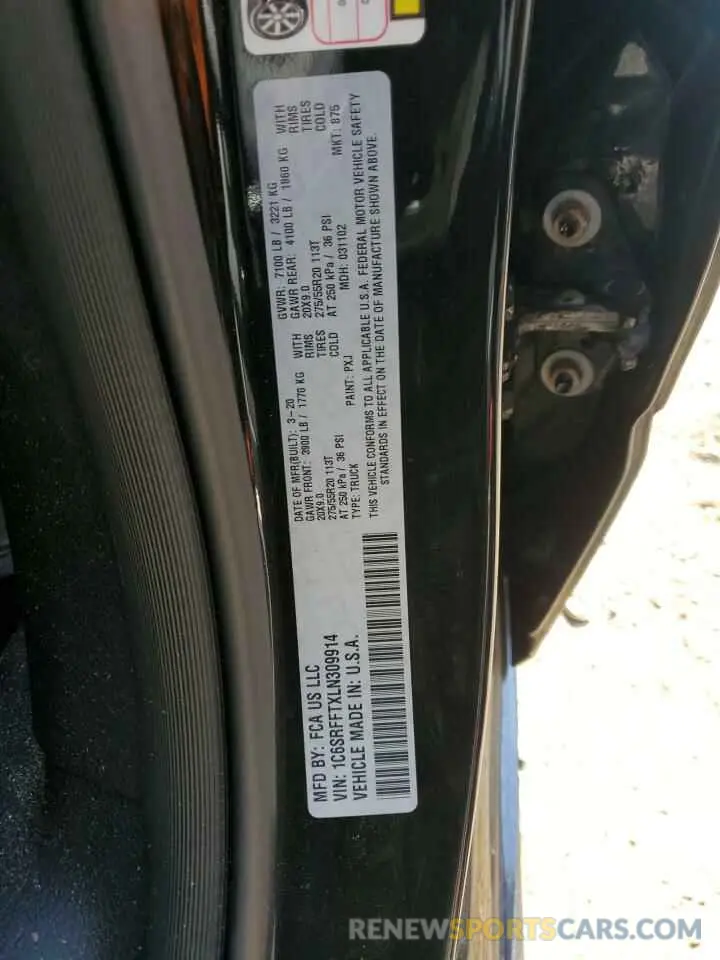 MFD BY: FCA US LLC
VIN: 1C6SRFFTXLN309914
VEHICLE MADE IN: U.S.A.
DATE OF MFR(BUILT): 3-20
GAWR FRONT: 3900 LB / 1770 KG WITH
20X9.0 RIMS
275/55R20 113T TIRES
AT 250 kPa / 36 PSI COLD
TYPE: TRUCK PAINT: PXJ
GVWR: 7100 LB / 3221 KG
GAWR REAR: 4100 LB / 1860 KG WITH
20X9.0 RIMS
275/55R20 113T TIRES
AT 250 kPa / 36 PSI COLD
MDH: 031102 MKT: 875
THIS VEHICLE CONFORMS TO ALL APPLICABLE U.S.A. FEDERAL MOTOR VEHICLE SAFETY
STANDARDS IN EFFECT ON THE DATE OF MANUFACTURE SHOWN ABOVE.
RENEWSPORTSCARS.COM